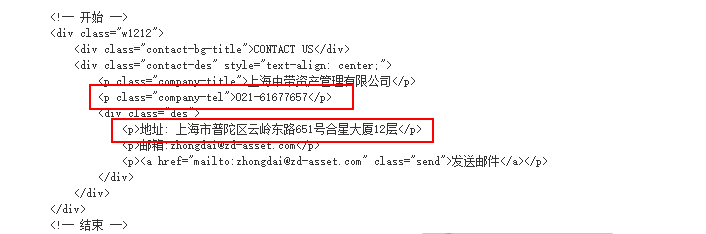 <!-- 开始 -->
<div class="w1212">
<div class="contact-bg-title">CONTACT US</div>
<div class="contact-des" style="text-align: center;">
<p class="company-title">上海中带资产管理有限公司</p>
<p class="company-tel">021-61677657</p>
<div class="des">
<p>地址: 上海市普陀区云岭东路651号合星大厦12层</p>
<p>邮箱:zhongdai@zd-asset.com</p>
<p><a href="mailto:zhongdai@zd-asset.com" class="send">发送邮件</a></p>
</div>
</div>
</div>
<!-- 结束 -->